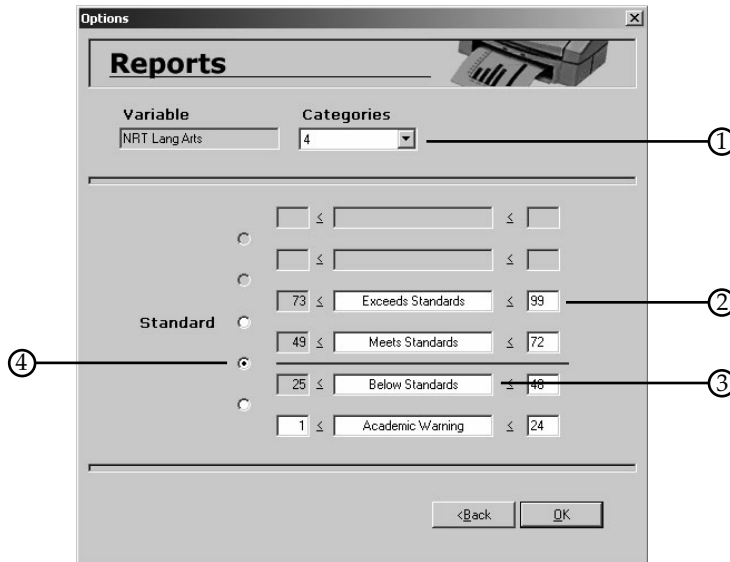 Options
Reports
Variable Categories
NRT Lang Arts 4
1
≤ ≤
≤ ≤
73 ≤ Exceeds Standards ≤ 99
2
Standard
49 ≤ Meets Standards ≤ 72
4
25 ≤ Below Standards ≤ 48
3
1 ≤ Academic Warning ≤ 24
<Back OK